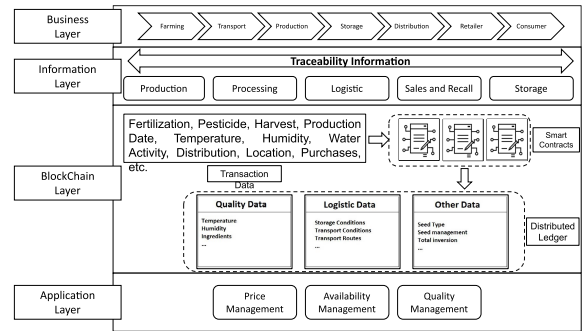 Business
Layer
Farming
Transport
Production
Storage
Distribution
Retailer
Consumer
Information
Layer
Traceability Information
Production
Processing
Logistic
Sales and Recall
Storage
BlockChain
Layer
Fertilization, Pesticide, Harvest, Production
Date, Temperature, Humidity, Water
Activity, Distribution, Location, Purchases,
etc.
Smart
Contracts
Transaction
Data
Quality Data
Temperature
Humidity
Ingredients
...
Logistic Data
Storage Conditions
Transport Conditions
Transport Routes
...
Other Data
Seed Type
Seed management
Total inversion
...
Distributed
Ledger
Application
Layer
Price
Management
Availability
Management
Quality
Management